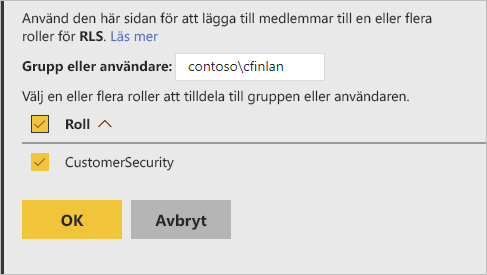 Använd den här sidan för att lägga till medlemmar till en eller flera
roller för RLS. Läs mer
Grupp eller användare: contoso\cfinlan
Välj en eller flera roller att tilldela till gruppen eller användaren.
Roll
CustomerSecurity
OK Avbryt